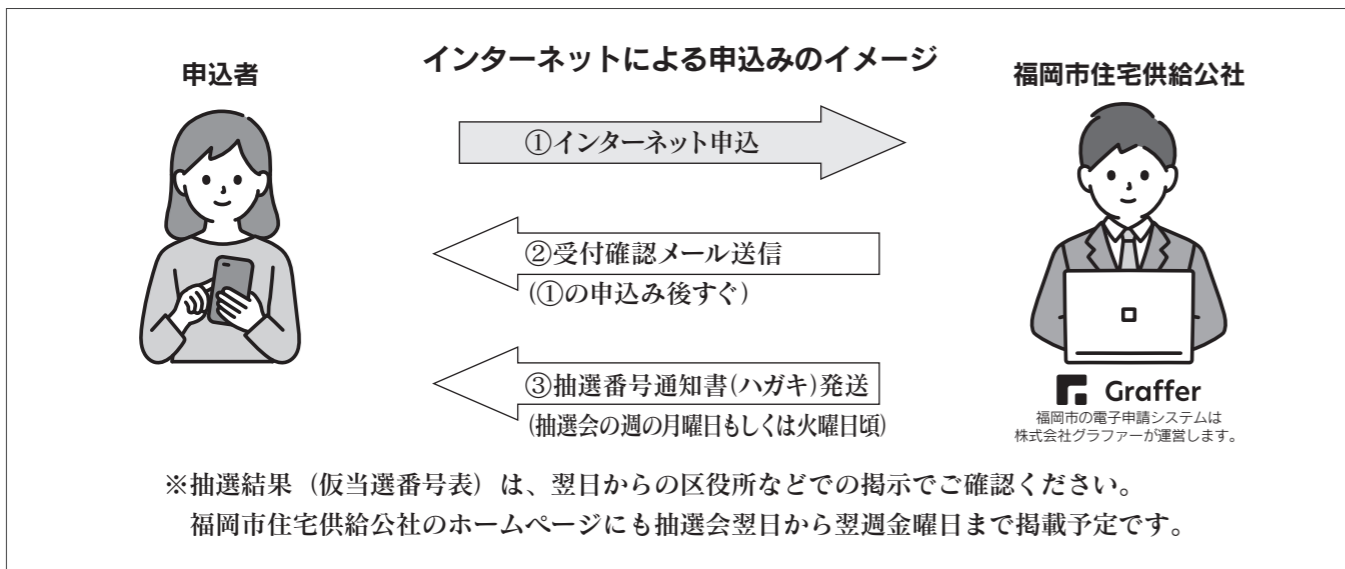 インターネットによる申込みのイメージ
申込者
福岡市住宅供給公社
①インターネット申込
②受付確認メール送信
(①の申込み後すぐ)
③抽選番号通知書(ハガキ)発送
(抽選会の週の月曜日もしくは火曜日頃)
Graffer
福岡市の電子申請システムは
株式会社グラファーが運営します。
※抽選結果（仮当選番号表）は、翌日からの区役所などでの掲示でご確認ください。
福岡市住宅供給公社のホームページにも抽選会翌日から翌週金曜日まで掲載予定です。